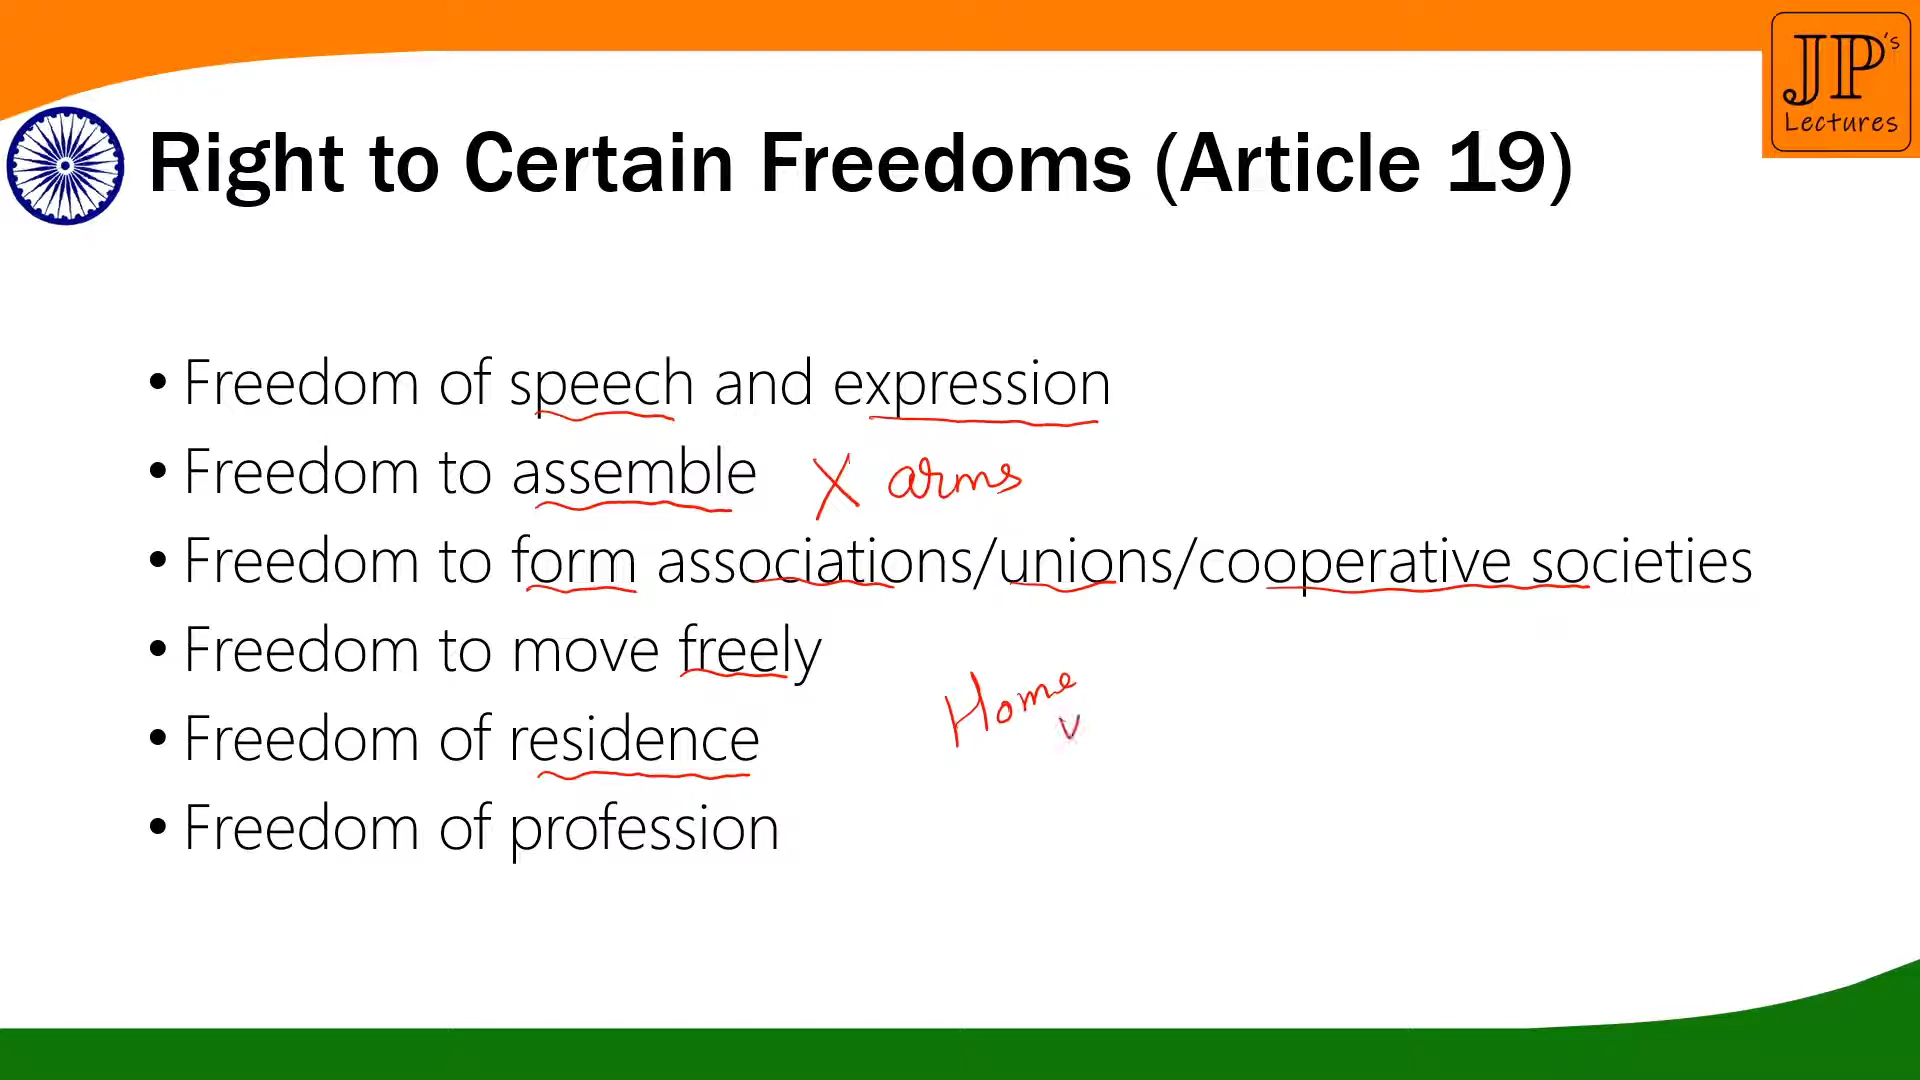 JP's
Lectures
Right to Certain Freedoms (Article 19)
• Freedom of speech and expression
• Freedom to assemble X arms
• Freedom to form associations/unions/cooperative societies
• Freedom to move freely
Home
v
• Freedom of residence
• Freedom of profession